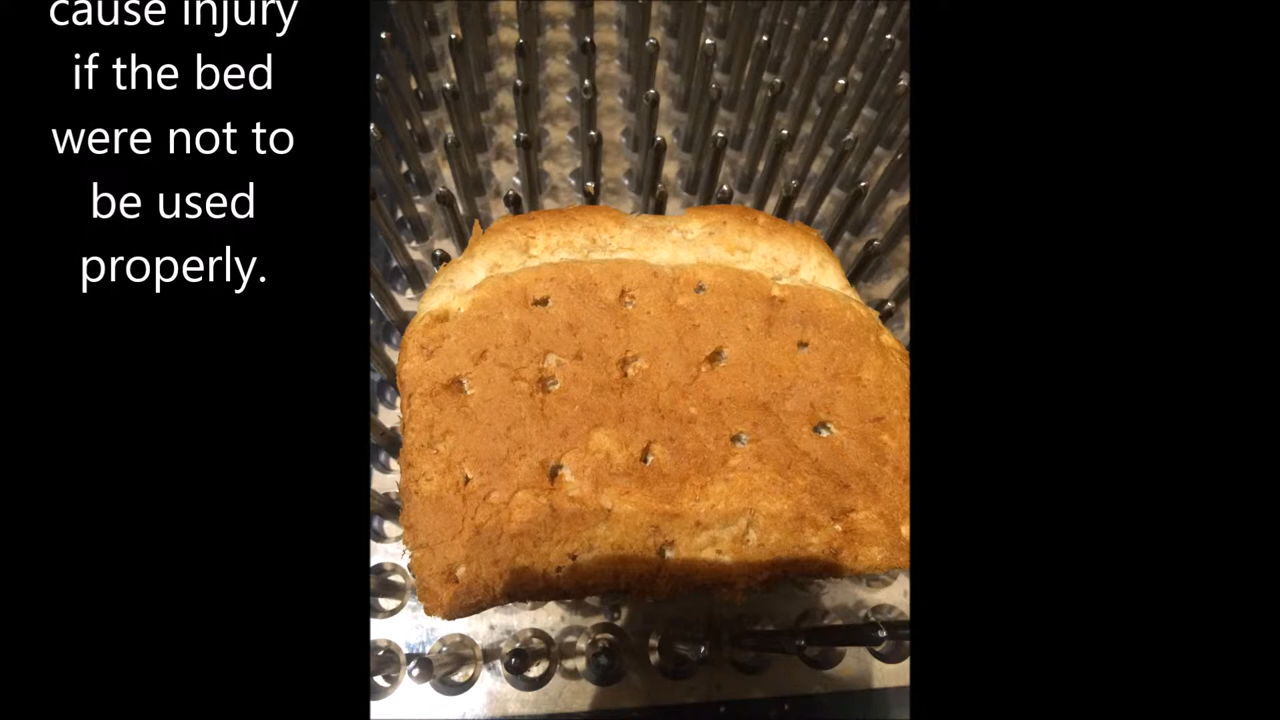 cause injury
if the bed
were not to
be used
properly.